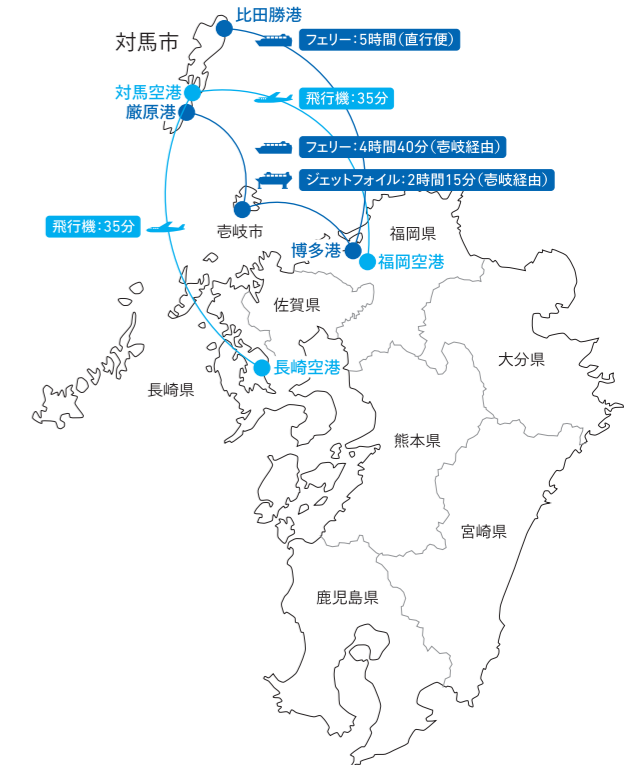 比田勝港
対馬市
フェリー：5時間（直行便）
対馬空港
飛行機：35分
厳原港
フェリー：4時間40分（壱岐経由）
ジェットフォイル：2時間15分（壱岐経由）
飛行機：35分
壱岐市
福岡県
博多港
福岡空港
佐賀県
大分県
長崎空港
長崎県
熊本県
宮崎県
鹿児島県